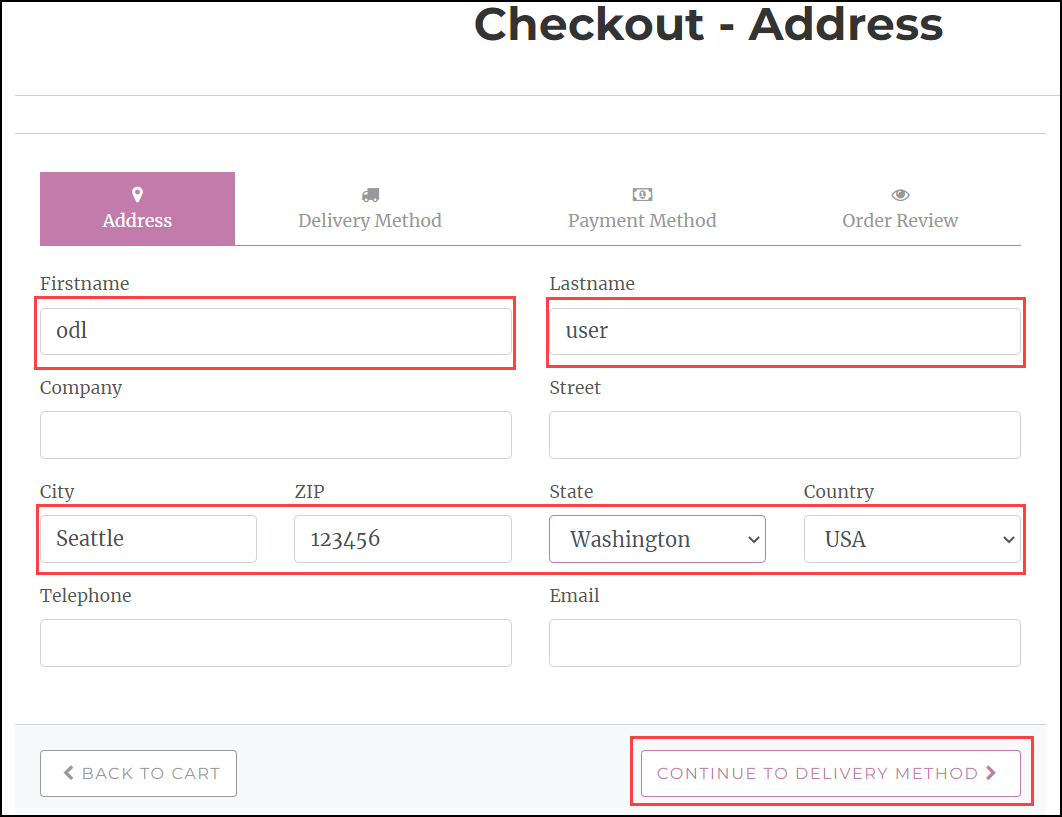 Checkout - Address
Address Delivery Method Payment Method Order Review
Firstname Lastname
odl user
Company Street
City ZIP State Country
Seattle 123456 Washington USA
Telephone Email
BACK TO CART CONTINUE TO DELIVERY METHOD